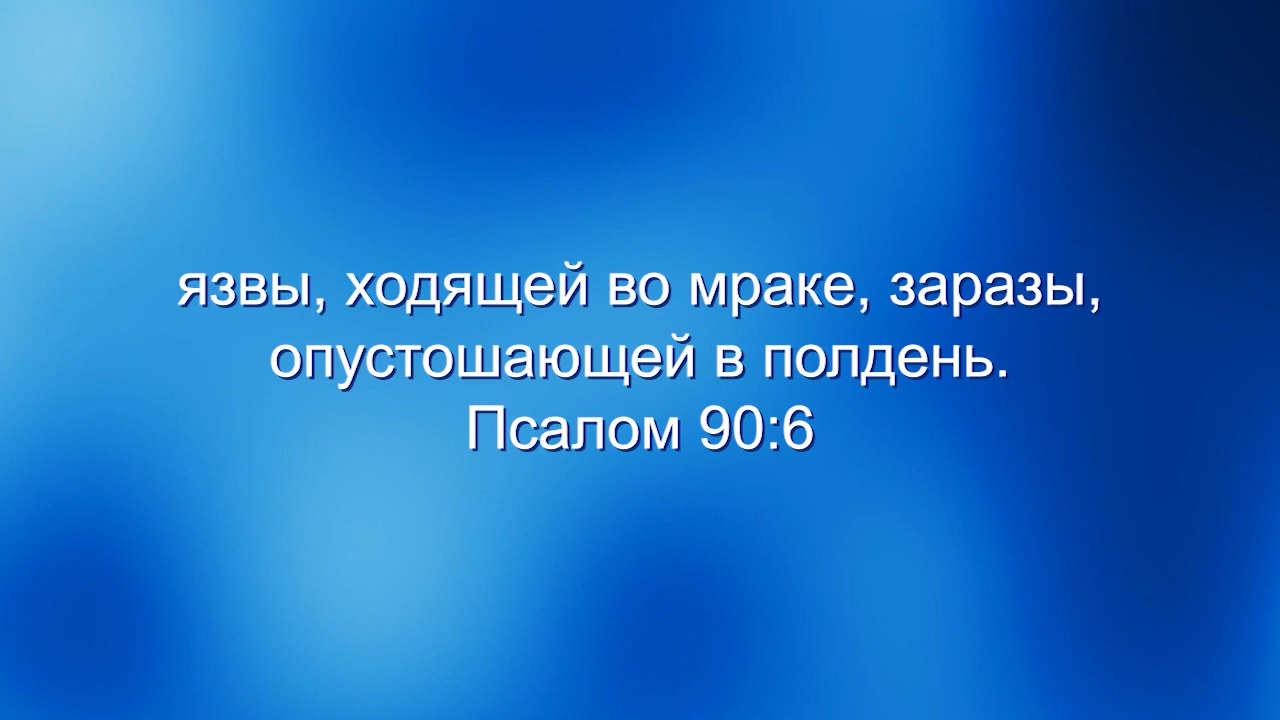 язвы, ходящей во мраке, заразы,
опустошающей в полдень.
Псалом 90:6